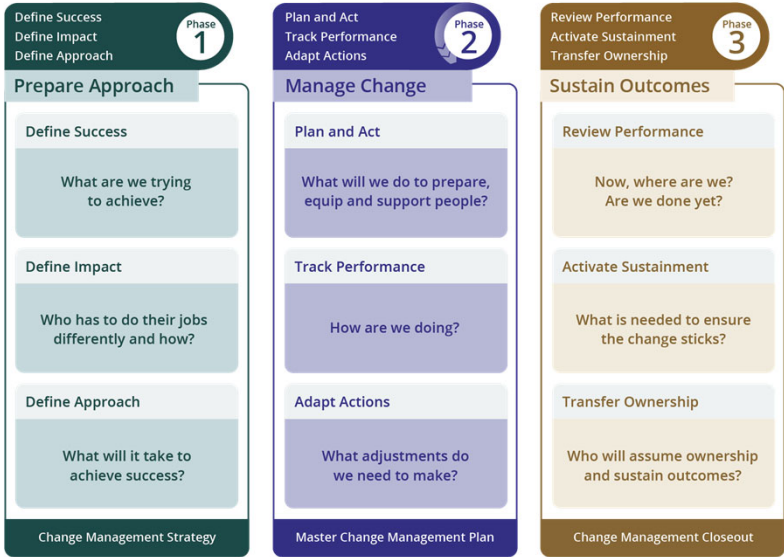 Define Success
Define Impact
Define Approach
Phase
1
Prepare Approach
Define Success
What are we trying
to achieve?
Define Impact
Who has to do their jobs
differently and how?
Define Approach
What will it take to
achieve success?
Change Management Strategy
Plan and Act
Track Performance
Adapt Actions
Phase
2
Manage Change
Plan and Act
What will we do to prepare,
equip and support people?
Track Performance
How are we doing?
Adapt Actions
What adjustments do
we need to make?
Master Change Management Plan
Review Performance
Activate Sustainment
Transfer Ownership
Phase
3
Sustain Outcomes
Review Performance
Now, where are we?
Are we done yet?
Activate Sustainment
What is needed to ensure
the change sticks?
Transfer Ownership
Who will assume ownership
and sustain outcomes?
Change Management Closeout